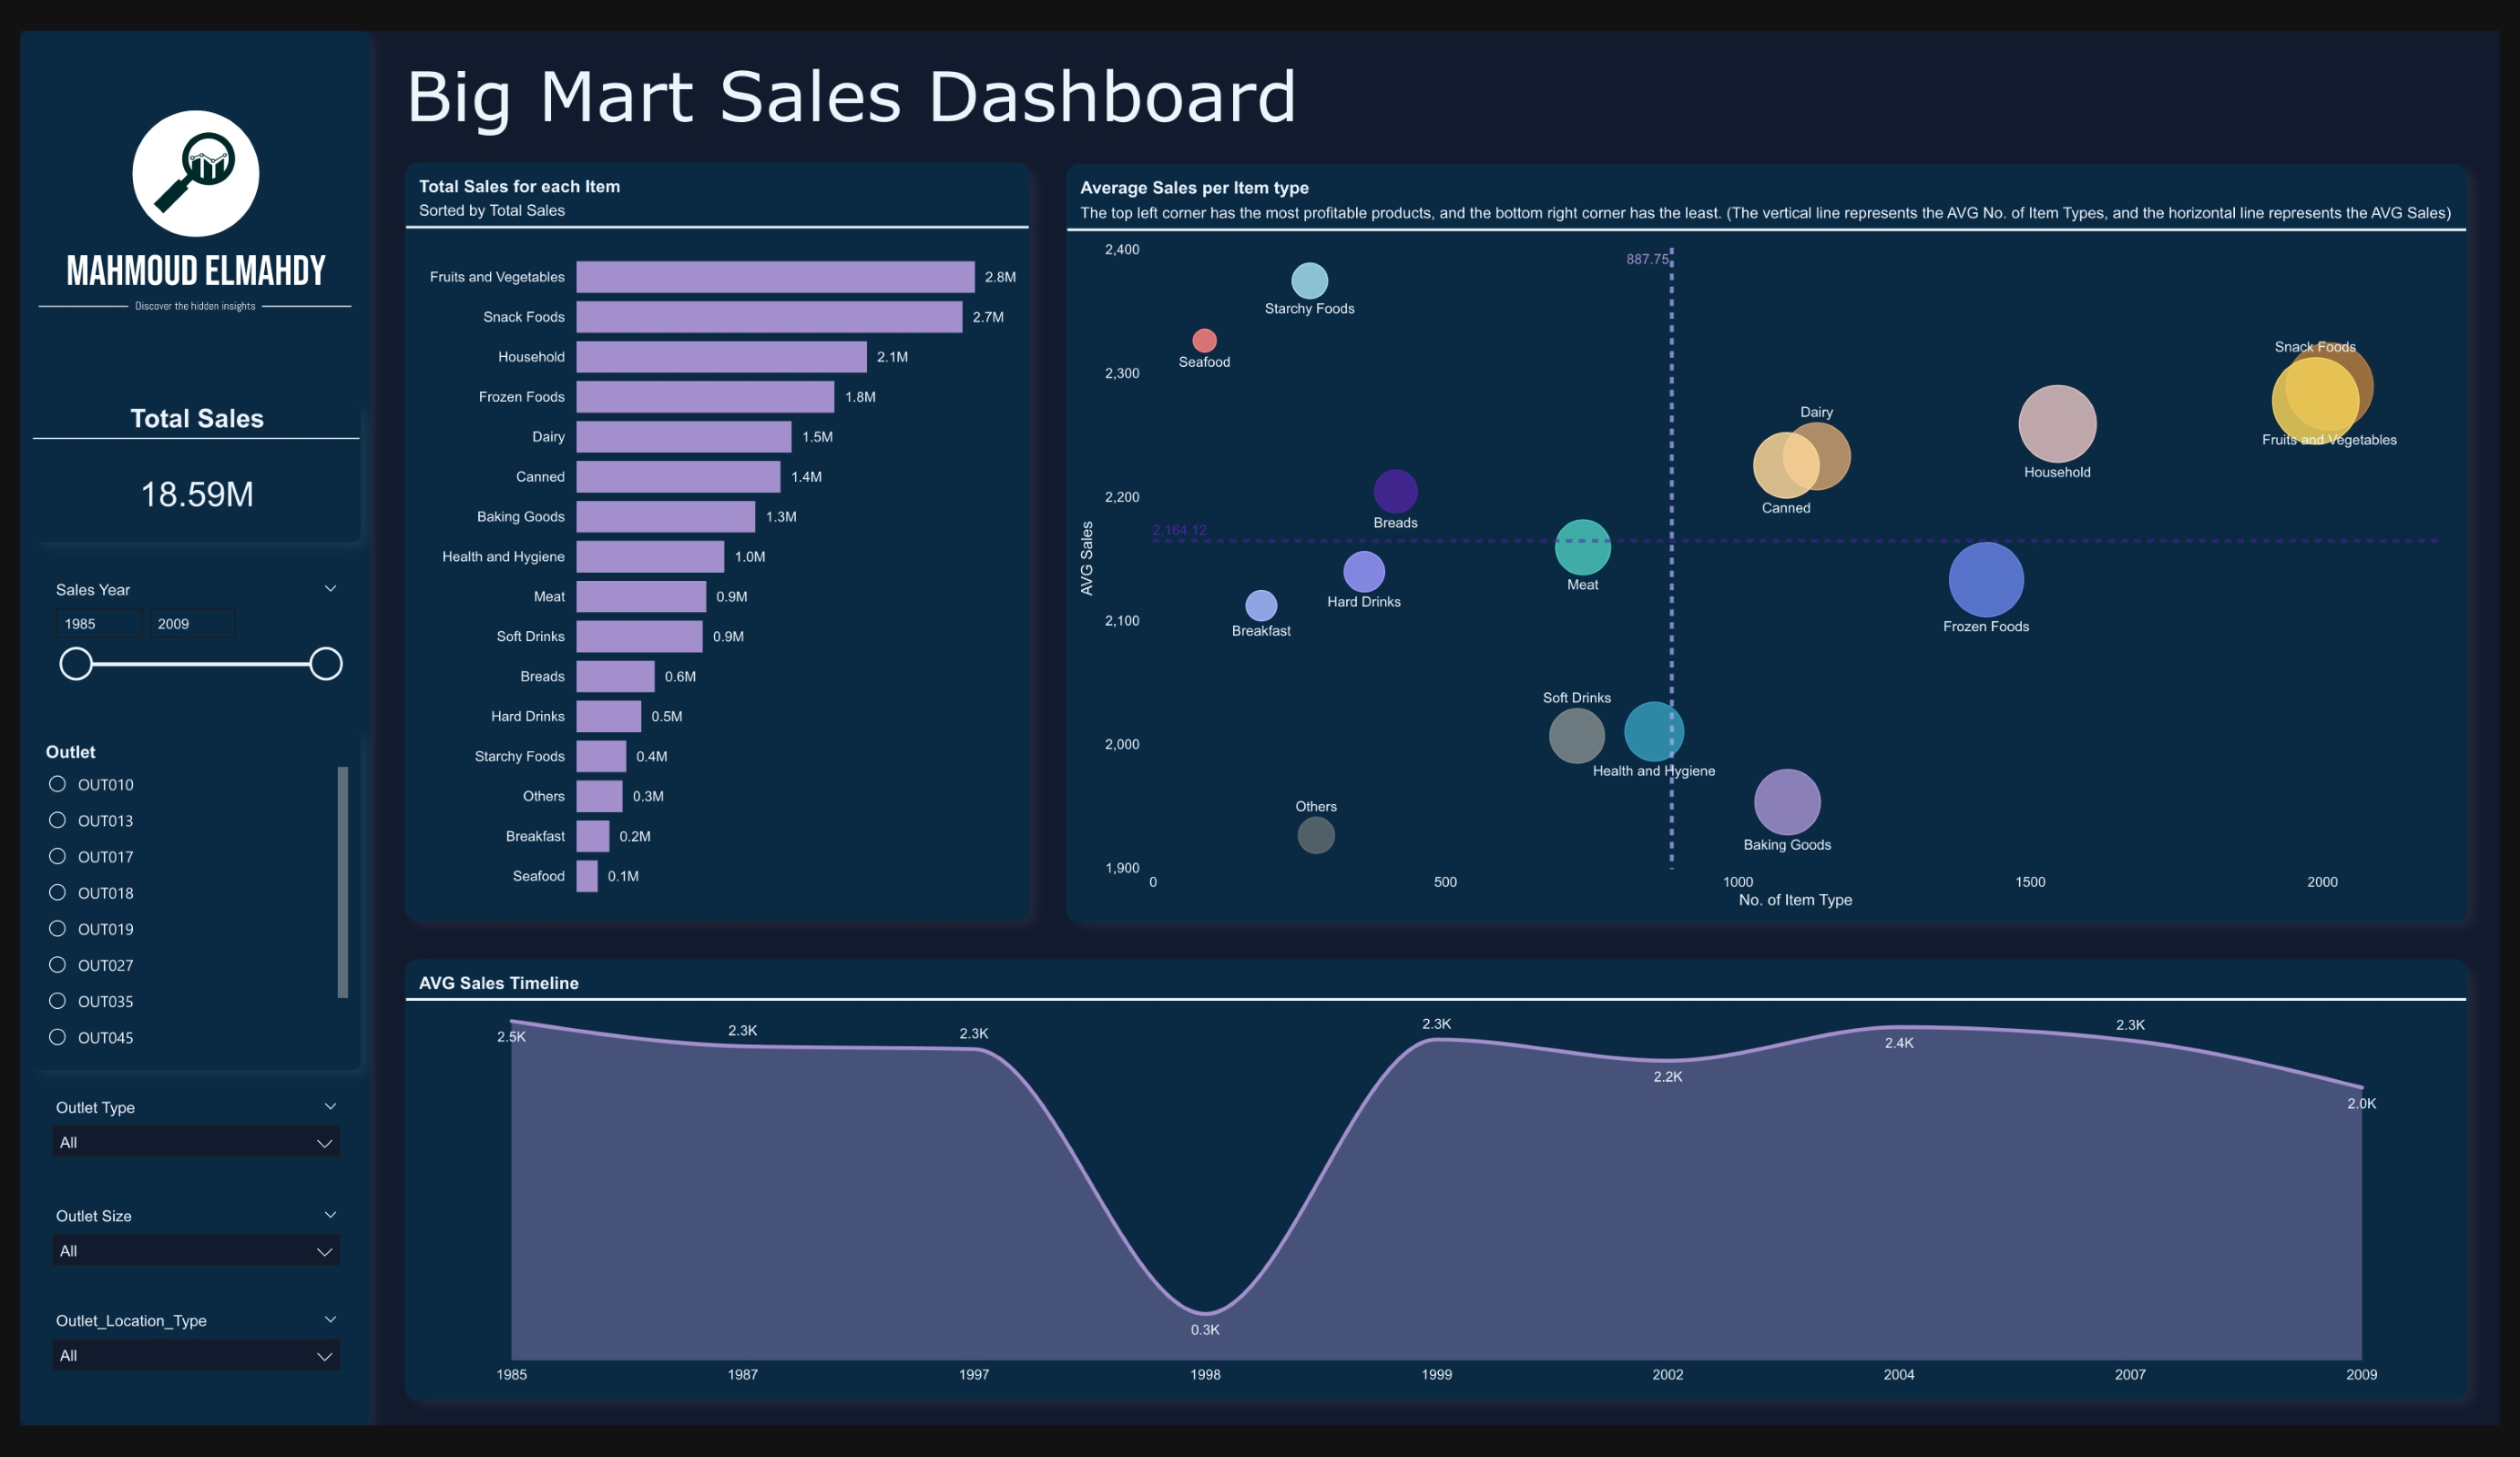 MAHMOUD ELMAHDY
Discover the hidden insights
Total Sales
18.59M
Sales Year
1985 2009
Outlet
OUT010
OUT013
OUT017
OUT018
OUT019
OUT027
OUT035
OUT045
Outlet Type
All
Outlet Size
All
Outlet_Location_Type
All
Big Mart Sales Dashboard
Total Sales for each Item
Sorted by Total Sales
Fruits and Vegetables 2.8M
Snack Foods 2.7M
Household 2.1M
Frozen Foods 1.8M
Dairy 1.5M
Canned 1.4M
Baking Goods 1.3M
Health and Hygiene 1.0M
Meat 0.9M
Soft Drinks 0.9M
Breads 0.6M
Hard Drinks 0.5M
Starchy Foods 0.4M
Others 0.3M
Breakfast 0.2M
Seafood 0.1M
Average Sales per Item type
The top left corner has the most profitable products, and the bottom right corner has the least. (The vertical line represents the AVG No. of Item Types, and the horizontal line represents the AVG Sales)
2,400
887.75
Starchy Foods
Snack Foods
Seafood
2,300
Dairy
Fruits and Vegetables
Household
2,200
Canned
Breads
2,164.12
AVG Sales
Meat
Hard Drinks
2,100
Frozen Foods
Breakfast
Soft Drinks
2,000
Health and Hygiene
Others
Baking Goods
1,900
0 500 1000 1500 2000
No. of Item Type
AVG Sales Timeline
2.5K 2.3K 2.3K 0.3K 2.3K 2.2K 2.4K 2.3K 2.0K
1985 1987 1997 1998 1999 2002 2004 2007 2009